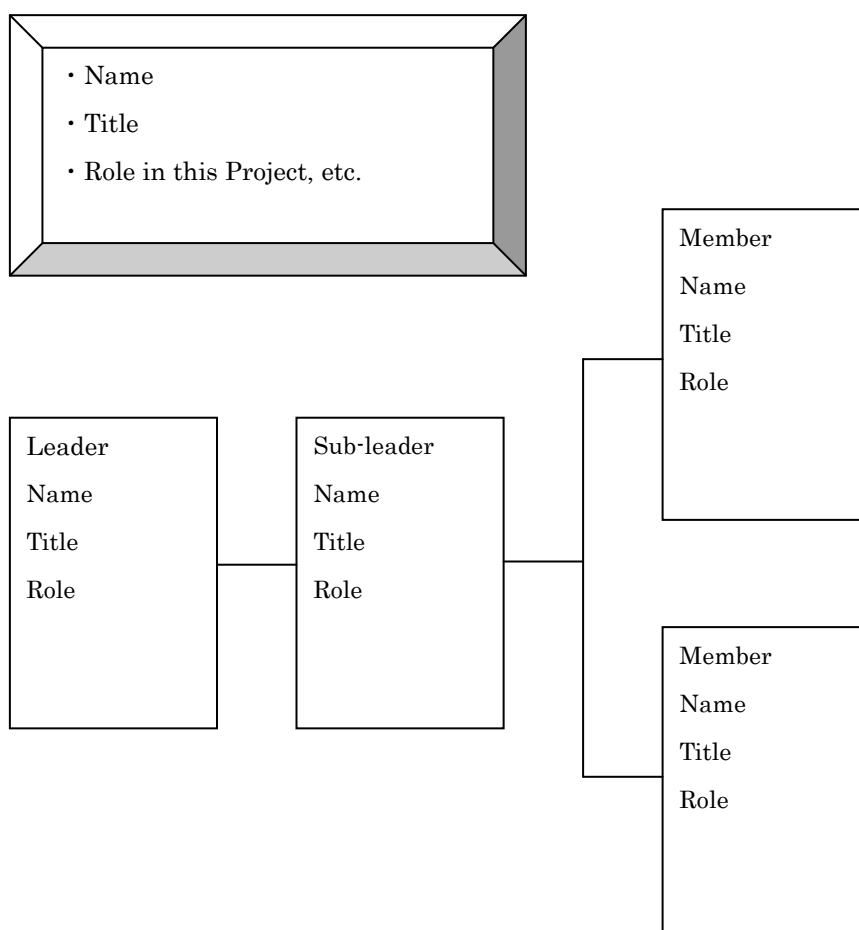 ・Name
・Title
・Role in this Project, etc.
Leader
Name
Title
Role
Sub-leader
Name
Title
Role
Member
Name
Title
Role
Member
Name
Title
Role